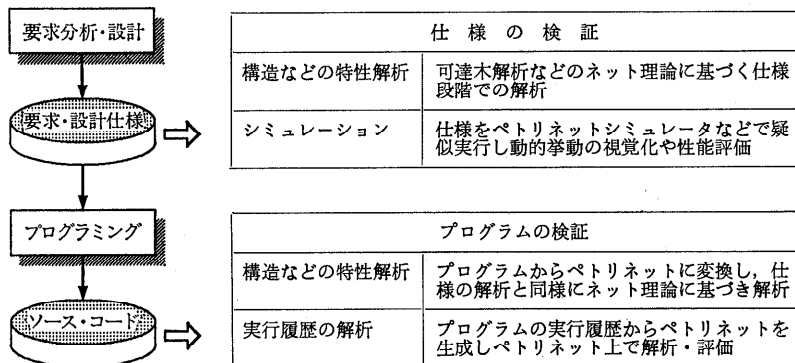 要求分析・設計
要求・設計仕様
プログラミング
ソース・コード
仕様の検証
構造などの特性解析
可達木解析などのネット理論に基づく仕様
段階での解析
シミュレーション
仕様をペトリネットシミュレータなどで疑
似実行し動的挙動の視覚化や性能評価
プログラムの検証
構造などの特性解析
プログラムからペトリネットに変換し，仕
様の解析と同様にネット理論に基づき解析
実行履歴の解析
プログラムの実行履歴からペトリネットを
生成しペトリネット上で解析・評価